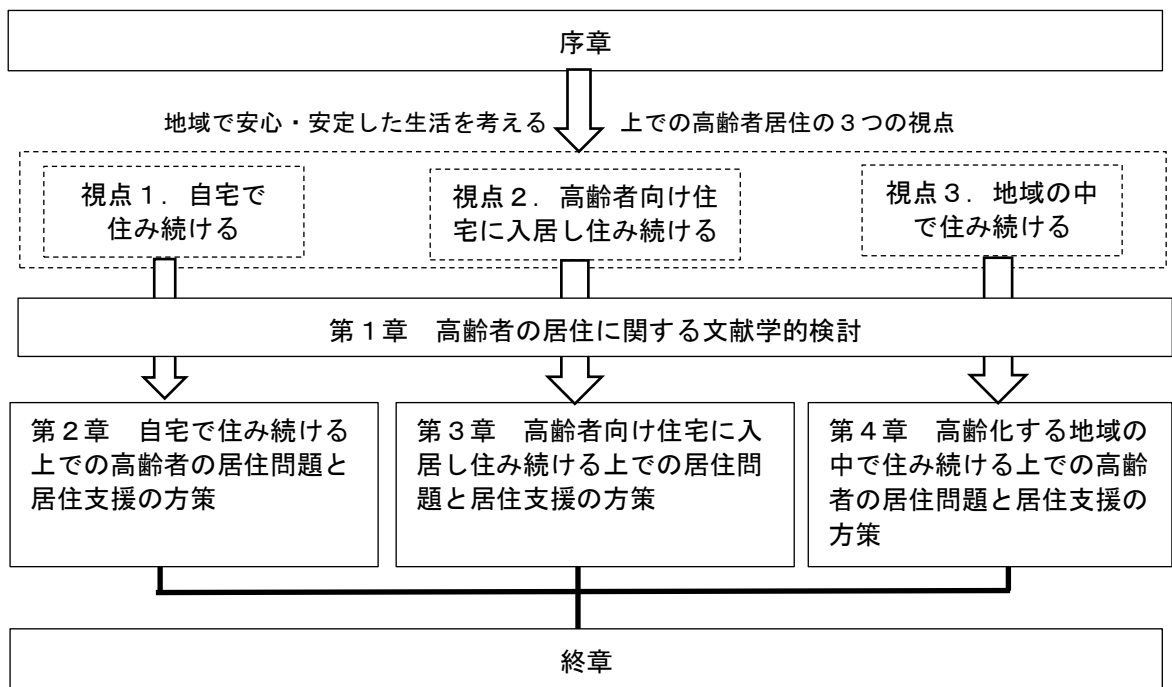 序章
地域で安心・安定した生活を考える 上での高齢者居住の３つの視点
視点１．自宅で
住み続ける
視点２．高齢者向け住
宅に入居し住み続ける
視点３．地域の中
で住み続ける
第１章　高齢者の居住に関する文献学的検討
第２章　自宅で住み続ける
上での高齢者の居住問題と
居住支援の方策
第３章　高齢者向け住宅に入
居し住み続ける上での居住問
題と居住支援の方策
第４章　高齢化する地域の
中で住み続ける上での高齢
者の居住問題と居住支援の
方策
終章